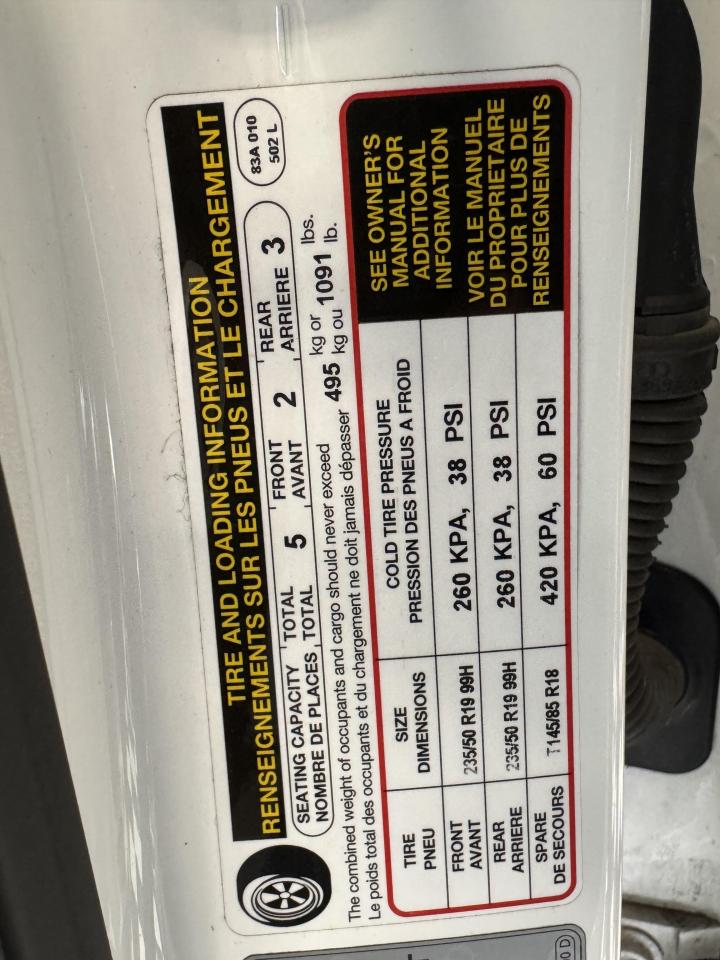 TIRE AND LOADING INFORMATION
RENSEIGNEMENTS SUR LES PNEUS ET LE CHARGEMENT
SEATING CAPACITY TOTAL 5 FRONT 2 REAR 3
NOMBRE DE PLACES TOTAL AVANT ARRIERE
83A 010
502 L
The combined weight of occupants and cargo should never exceed 495 kg or 1091 lbs.
Le poids total des occupants et du chargement ne doit jamais dépasser kg ou lb.
TIRE SIZE COLD TIRE PRESSURE
PNEU DIMENSIONS PRESSION DES PNEUS A FROID
FRONT 235/50 R19 99H 260 KPA, 38 PSI
AVANT
REAR 235/50 R19 99H 260 KPA, 38 PSI
ARRIERE
SPARE T145/85 R18 420 KPA, 60 PSI
DE SECOURS
SEE OWNER'S
MANUAL FOR
ADDITIONAL
INFORMATION
VOIR LE MANUEL
DU PROPRIETAIRE
POUR PLUS DE
RENSEIGNEMENTS